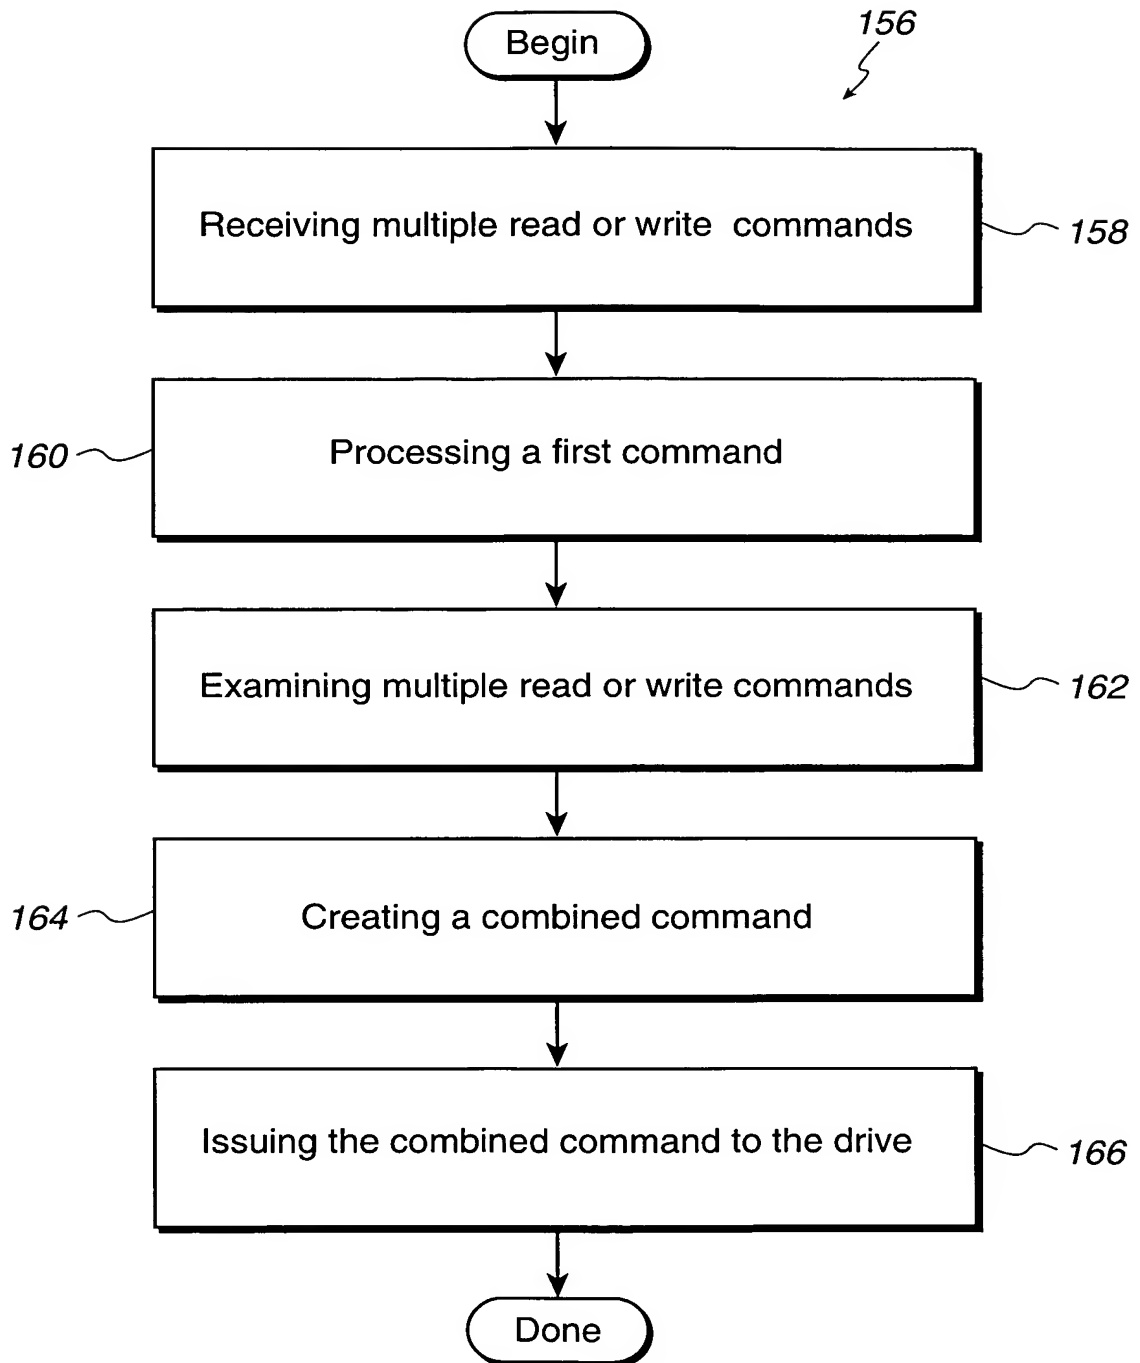 Begin
156
Receiving multiple read or write commands
158
160
Processing a first command
Examining multiple read or write commands
162
164
Creating a combined command
Issuing the combined command to the drive
166
Done